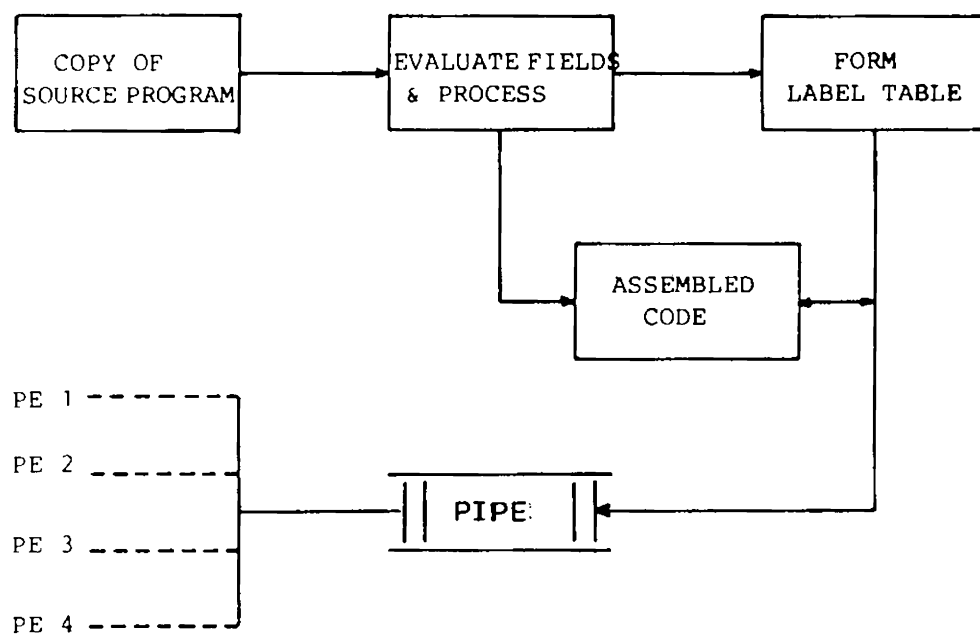 COPY OF
SOURCE PROGRAM
EVALUATE FIELDS
& PROCESS
FORM
LABEL TABLE
ASSEMBLED
CODE
PE 1
PE 2
PIPE
PE 3
PE 4